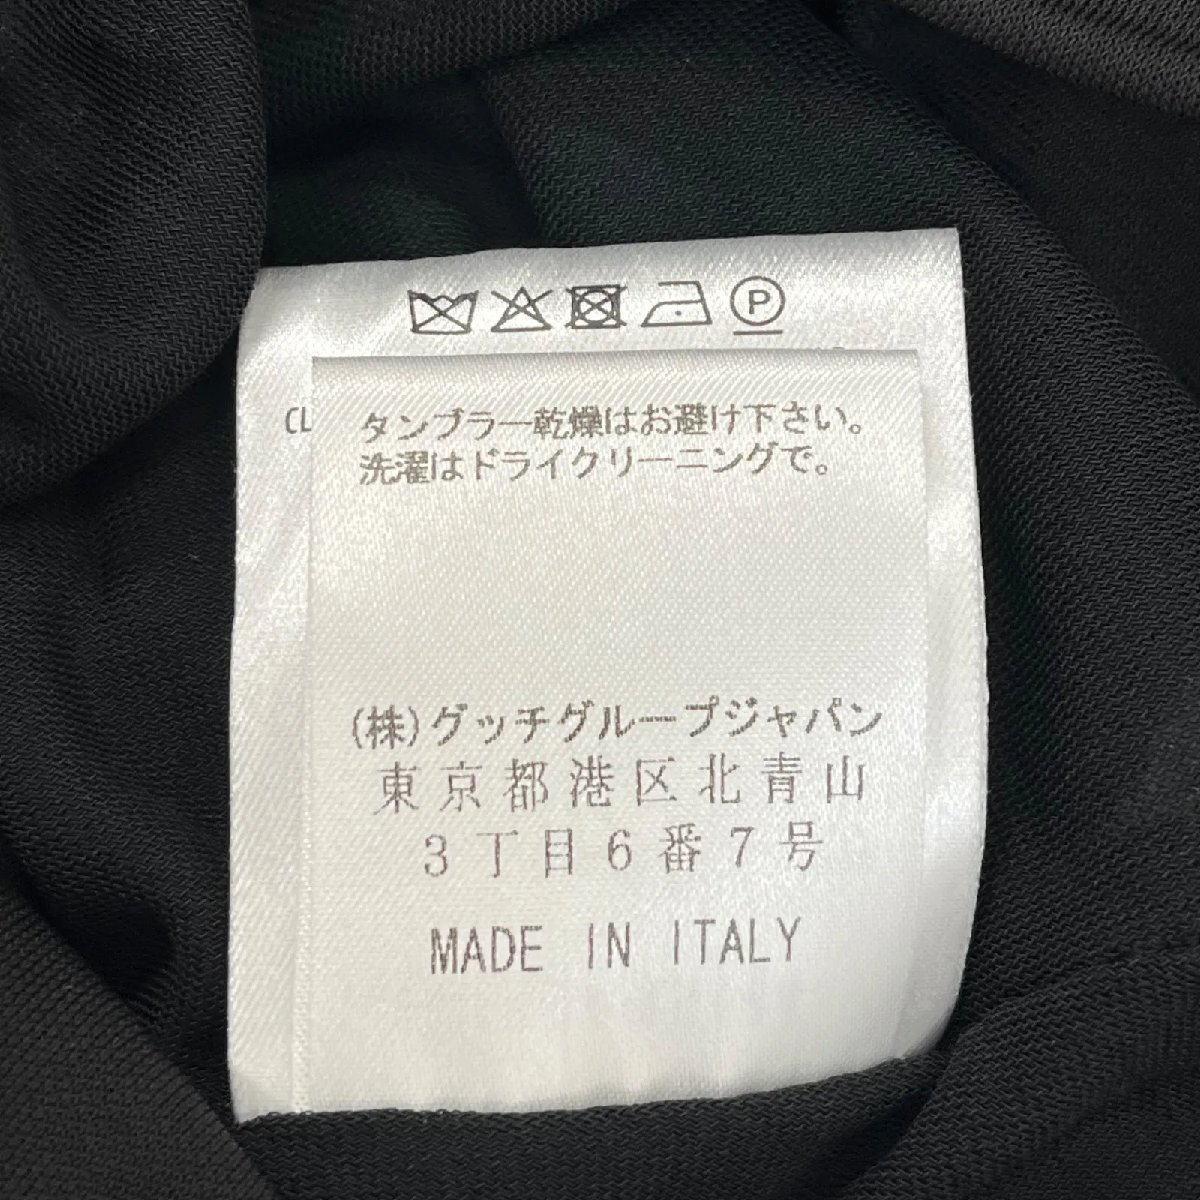 P
CL
タンブラー乾燥はお避け下さい。
洗濯はドライクリーニングで。
(株)グッチグループジャパン
東京都港区北青山
3丁目6番7号
MADE IN ITALY